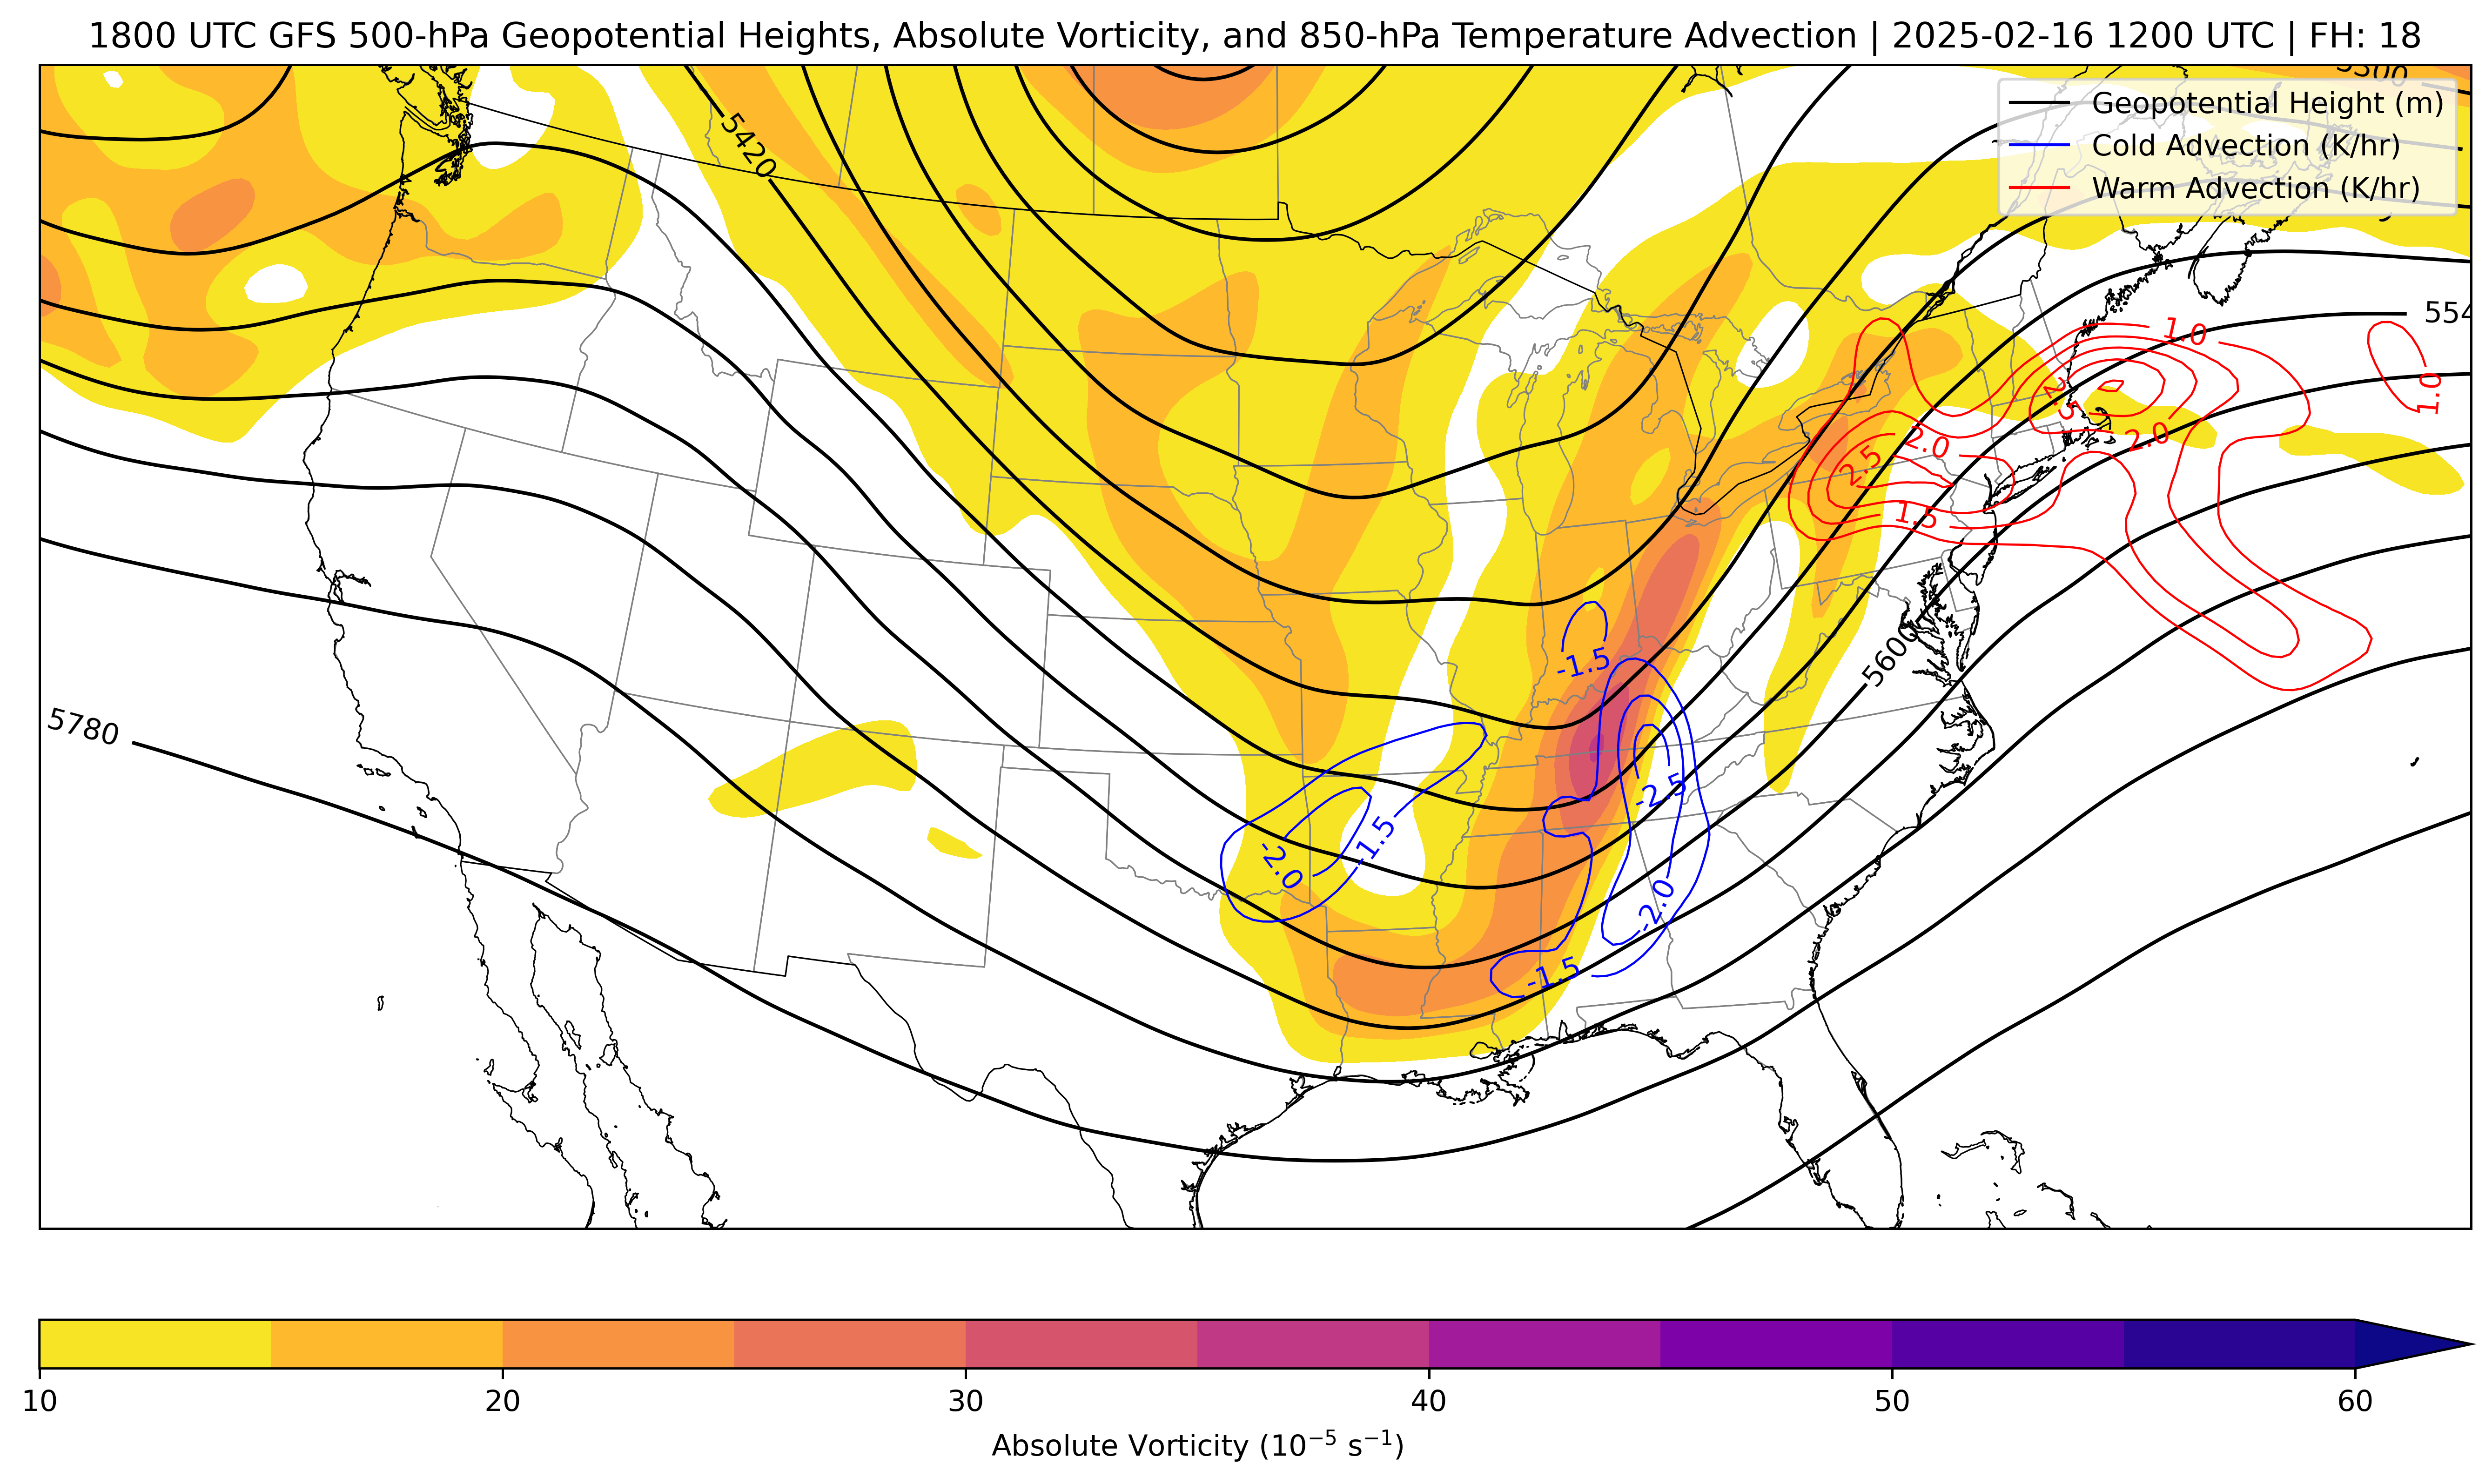 1800 UTC GFS 500-hPa Geopotential Heights, Absolute Vorticity, and 850-hPa Temperature Advection | 2025-02-16 1200 UTC | FH: 18
Geopotential Height (m)
Cold Advection (K/hr)
Warm Advection (K/hr)
5420
554
1.0
1.0
2.5
2.0
2.0
2.5
1.5
5600
-1.5
5780
-2.5
-1.5
-2.0
-2.0
-1.5
10 20 30 40 50 60
Absolute Vorticity (10⁻⁵ s⁻¹)